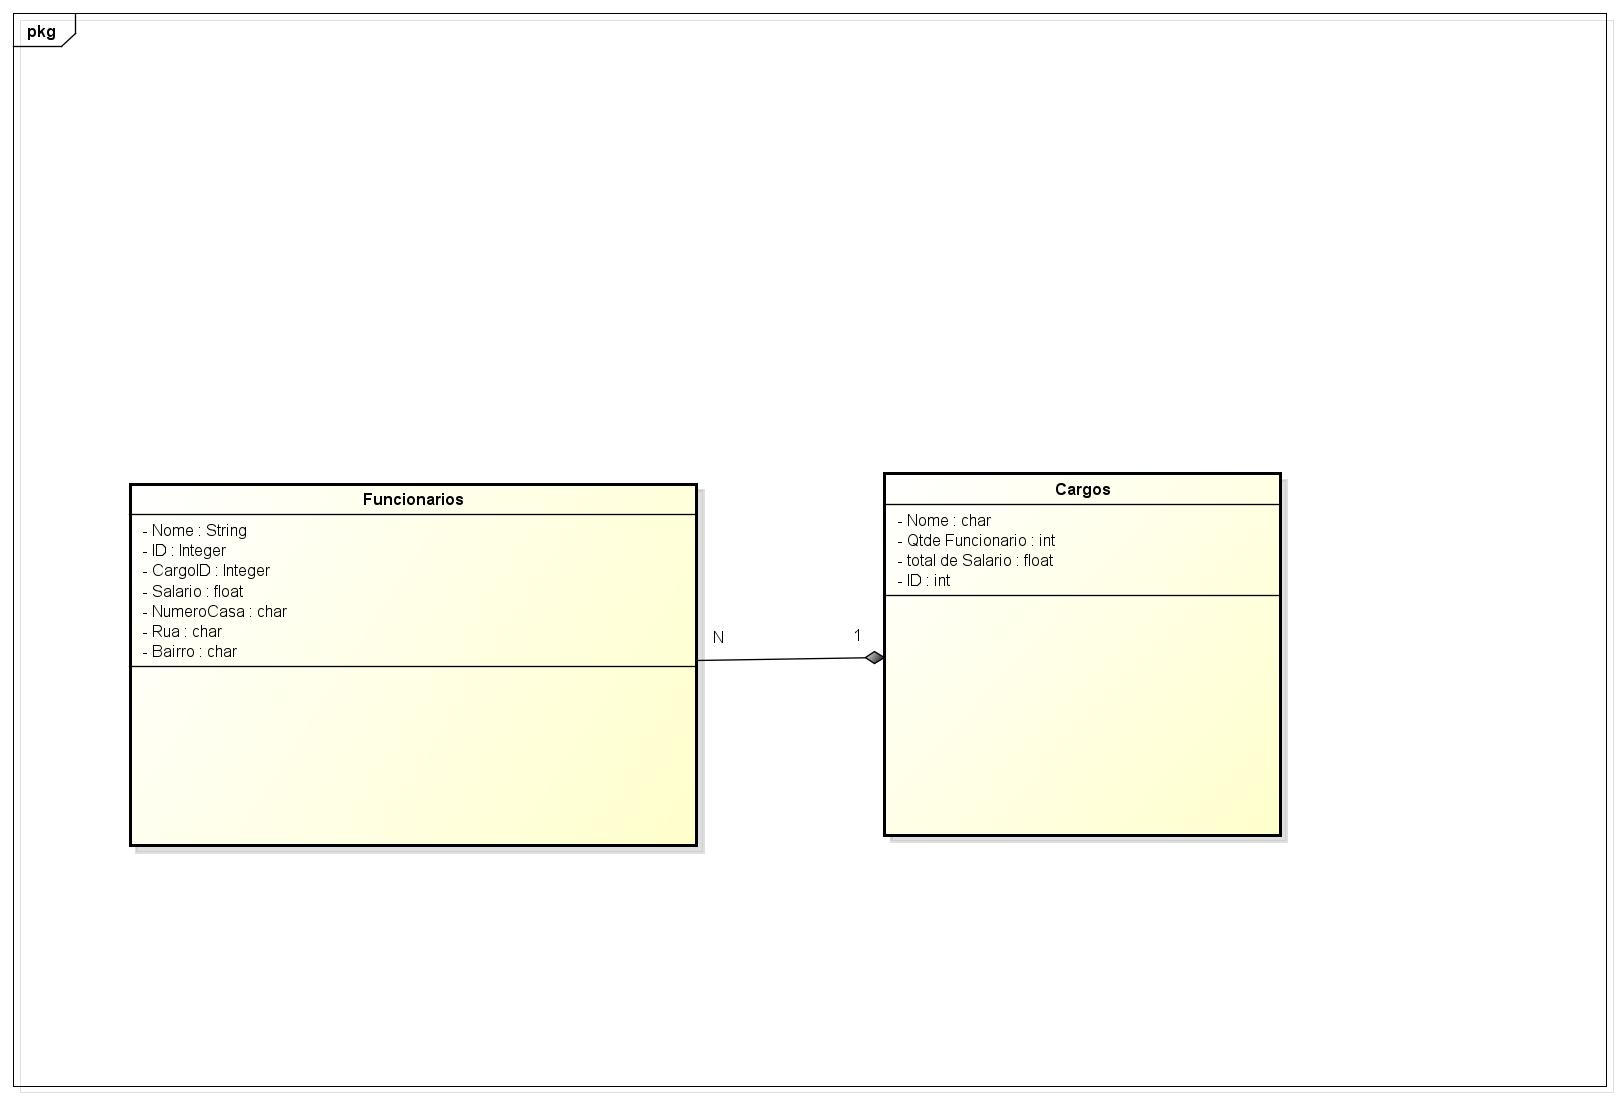 pkg
Funcionarios
- Nome : String
- ID : Integer
- CargoID : Integer
- Salario : float
- NumeroCasa : char
- Rua : char
- Bairro : char
N
1
Cargos
- Nome : char
- Qtde Funcionario : int
- total de Salario : float
- ID : int